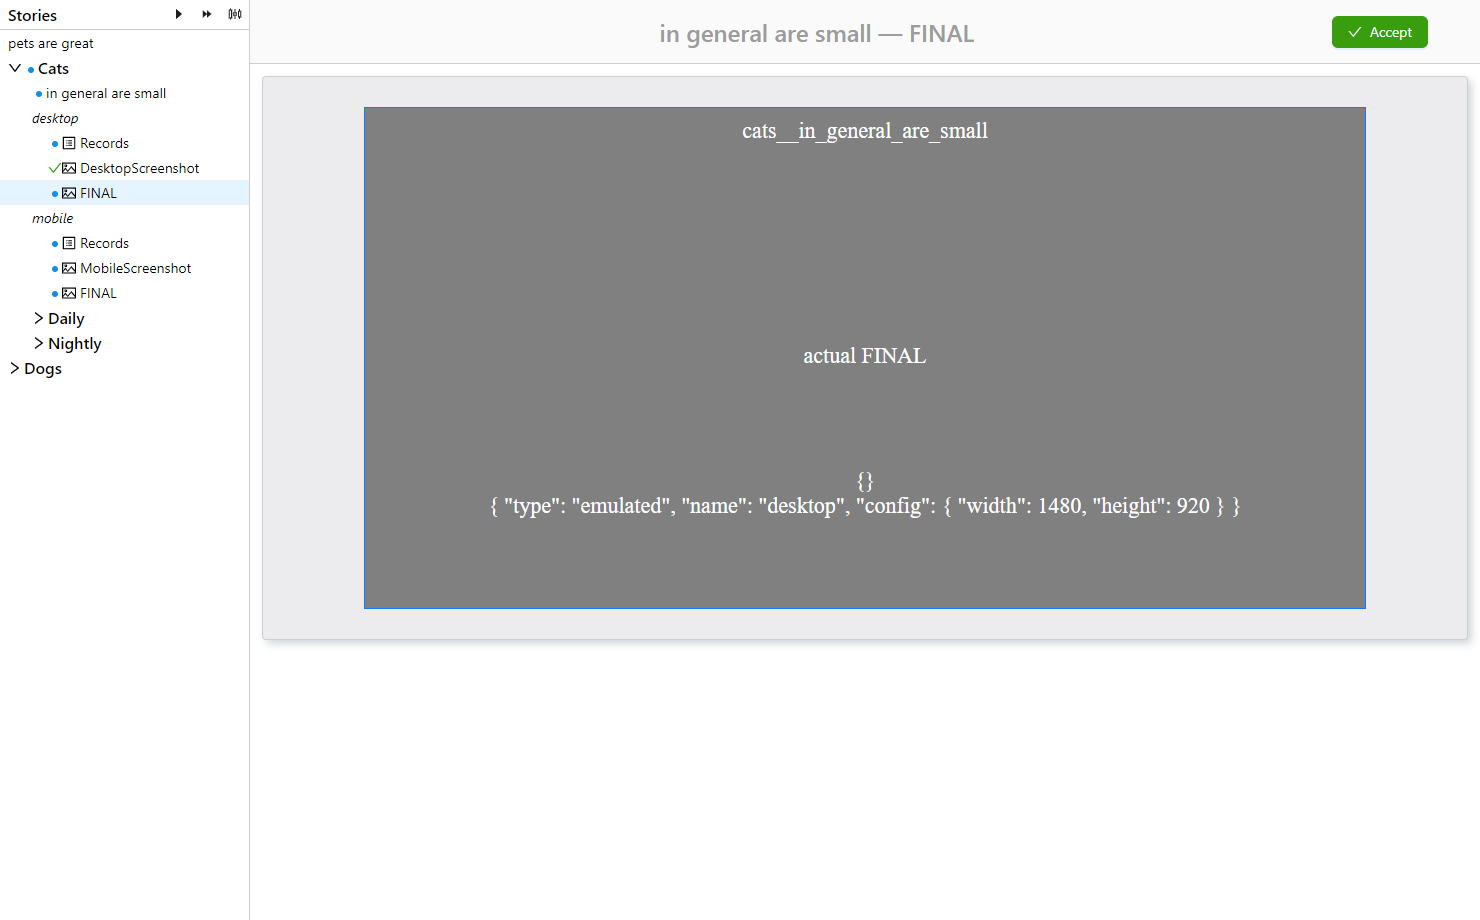 Stories
pets are great
Cats
in general are small
desktop
Records
DesktopScreenshot
FINAL
mobile
Records
MobileScreenshot
FINAL
Daily
Nightly
Dogs
in general are small — FINAL
Accept
cats__in_general_are_small
actual FINAL
{}
{ "type": "emulated", "name": "desktop", "config": { "width": 1480, "height": 920 } }